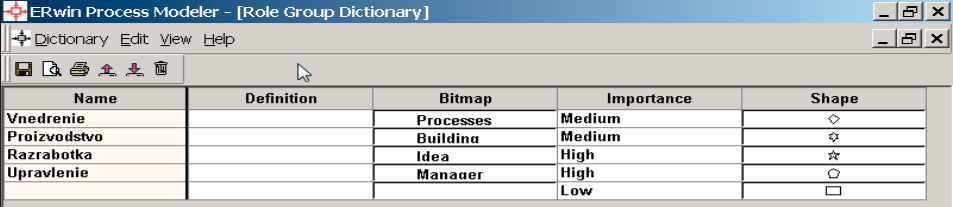 ERwin Process Modeler - [Role Group Dictionary]
Dictionary Edit View Help
Name Definition Bitmap Importance Shape
Vnedrenie Processes Medium
Proizvodstvo Building Medium
Razrabotka Idea High
Upravlenie Manager High
Low